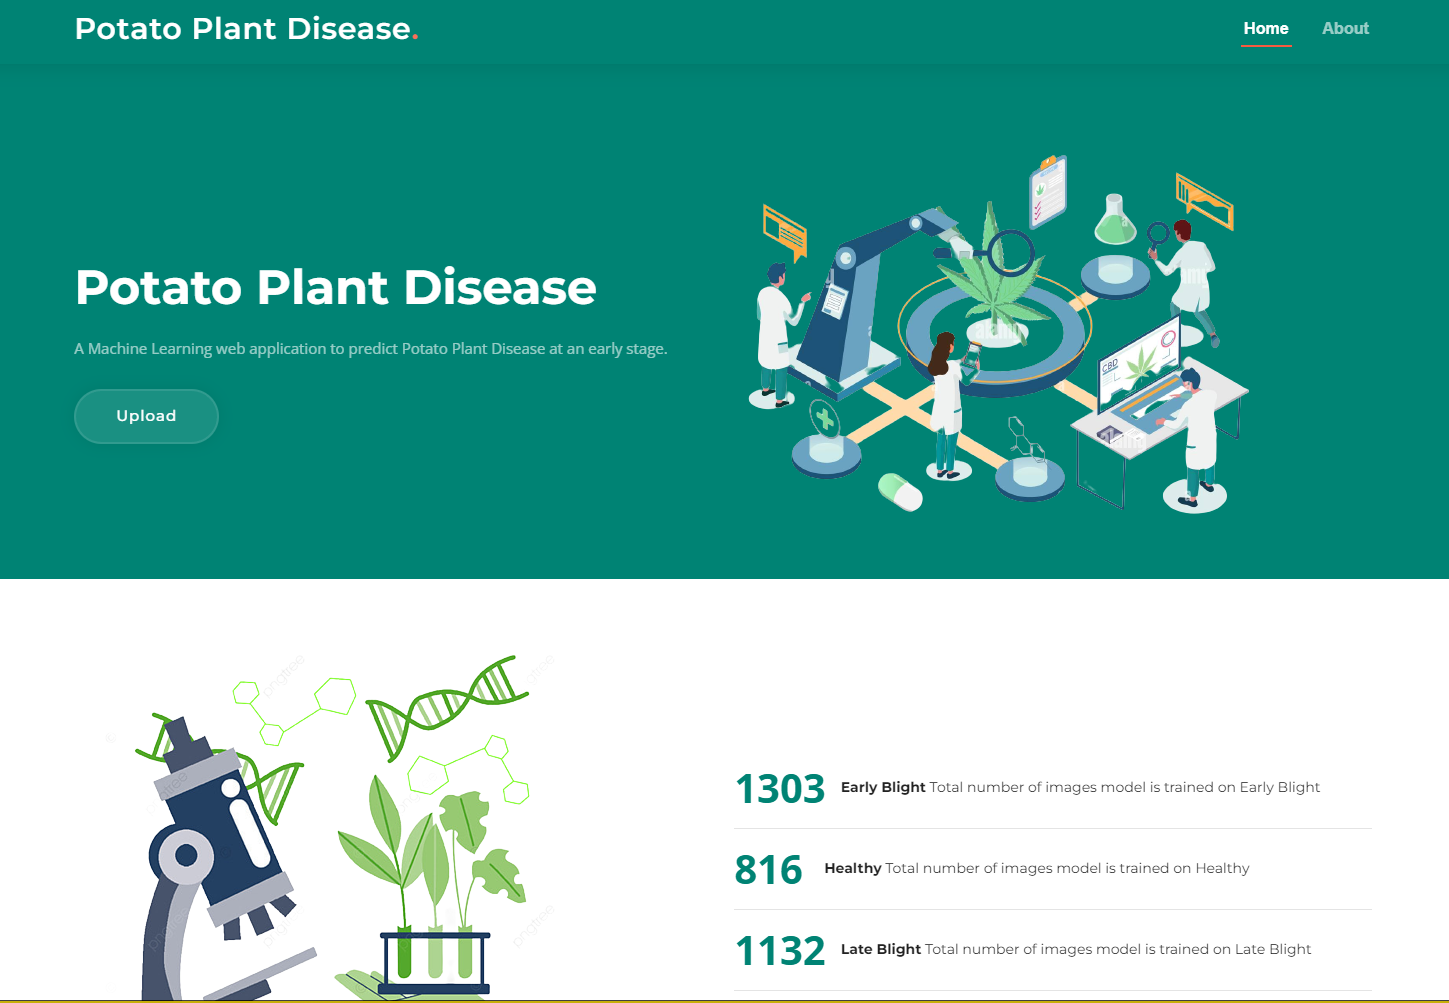 Potato Plant Disease.
Home
About
Potato Plant Disease
A Machine Learning web application to predict Potato Plant Disease at an early stage.
Upload
CBD
pngtree
1303 Early Blight Total number of images model is trained on Early Blight
816 Healthy Total number of images model is trained on Healthy
1132 Late Blight Total number of images model is trained on Late Blight
pngtree